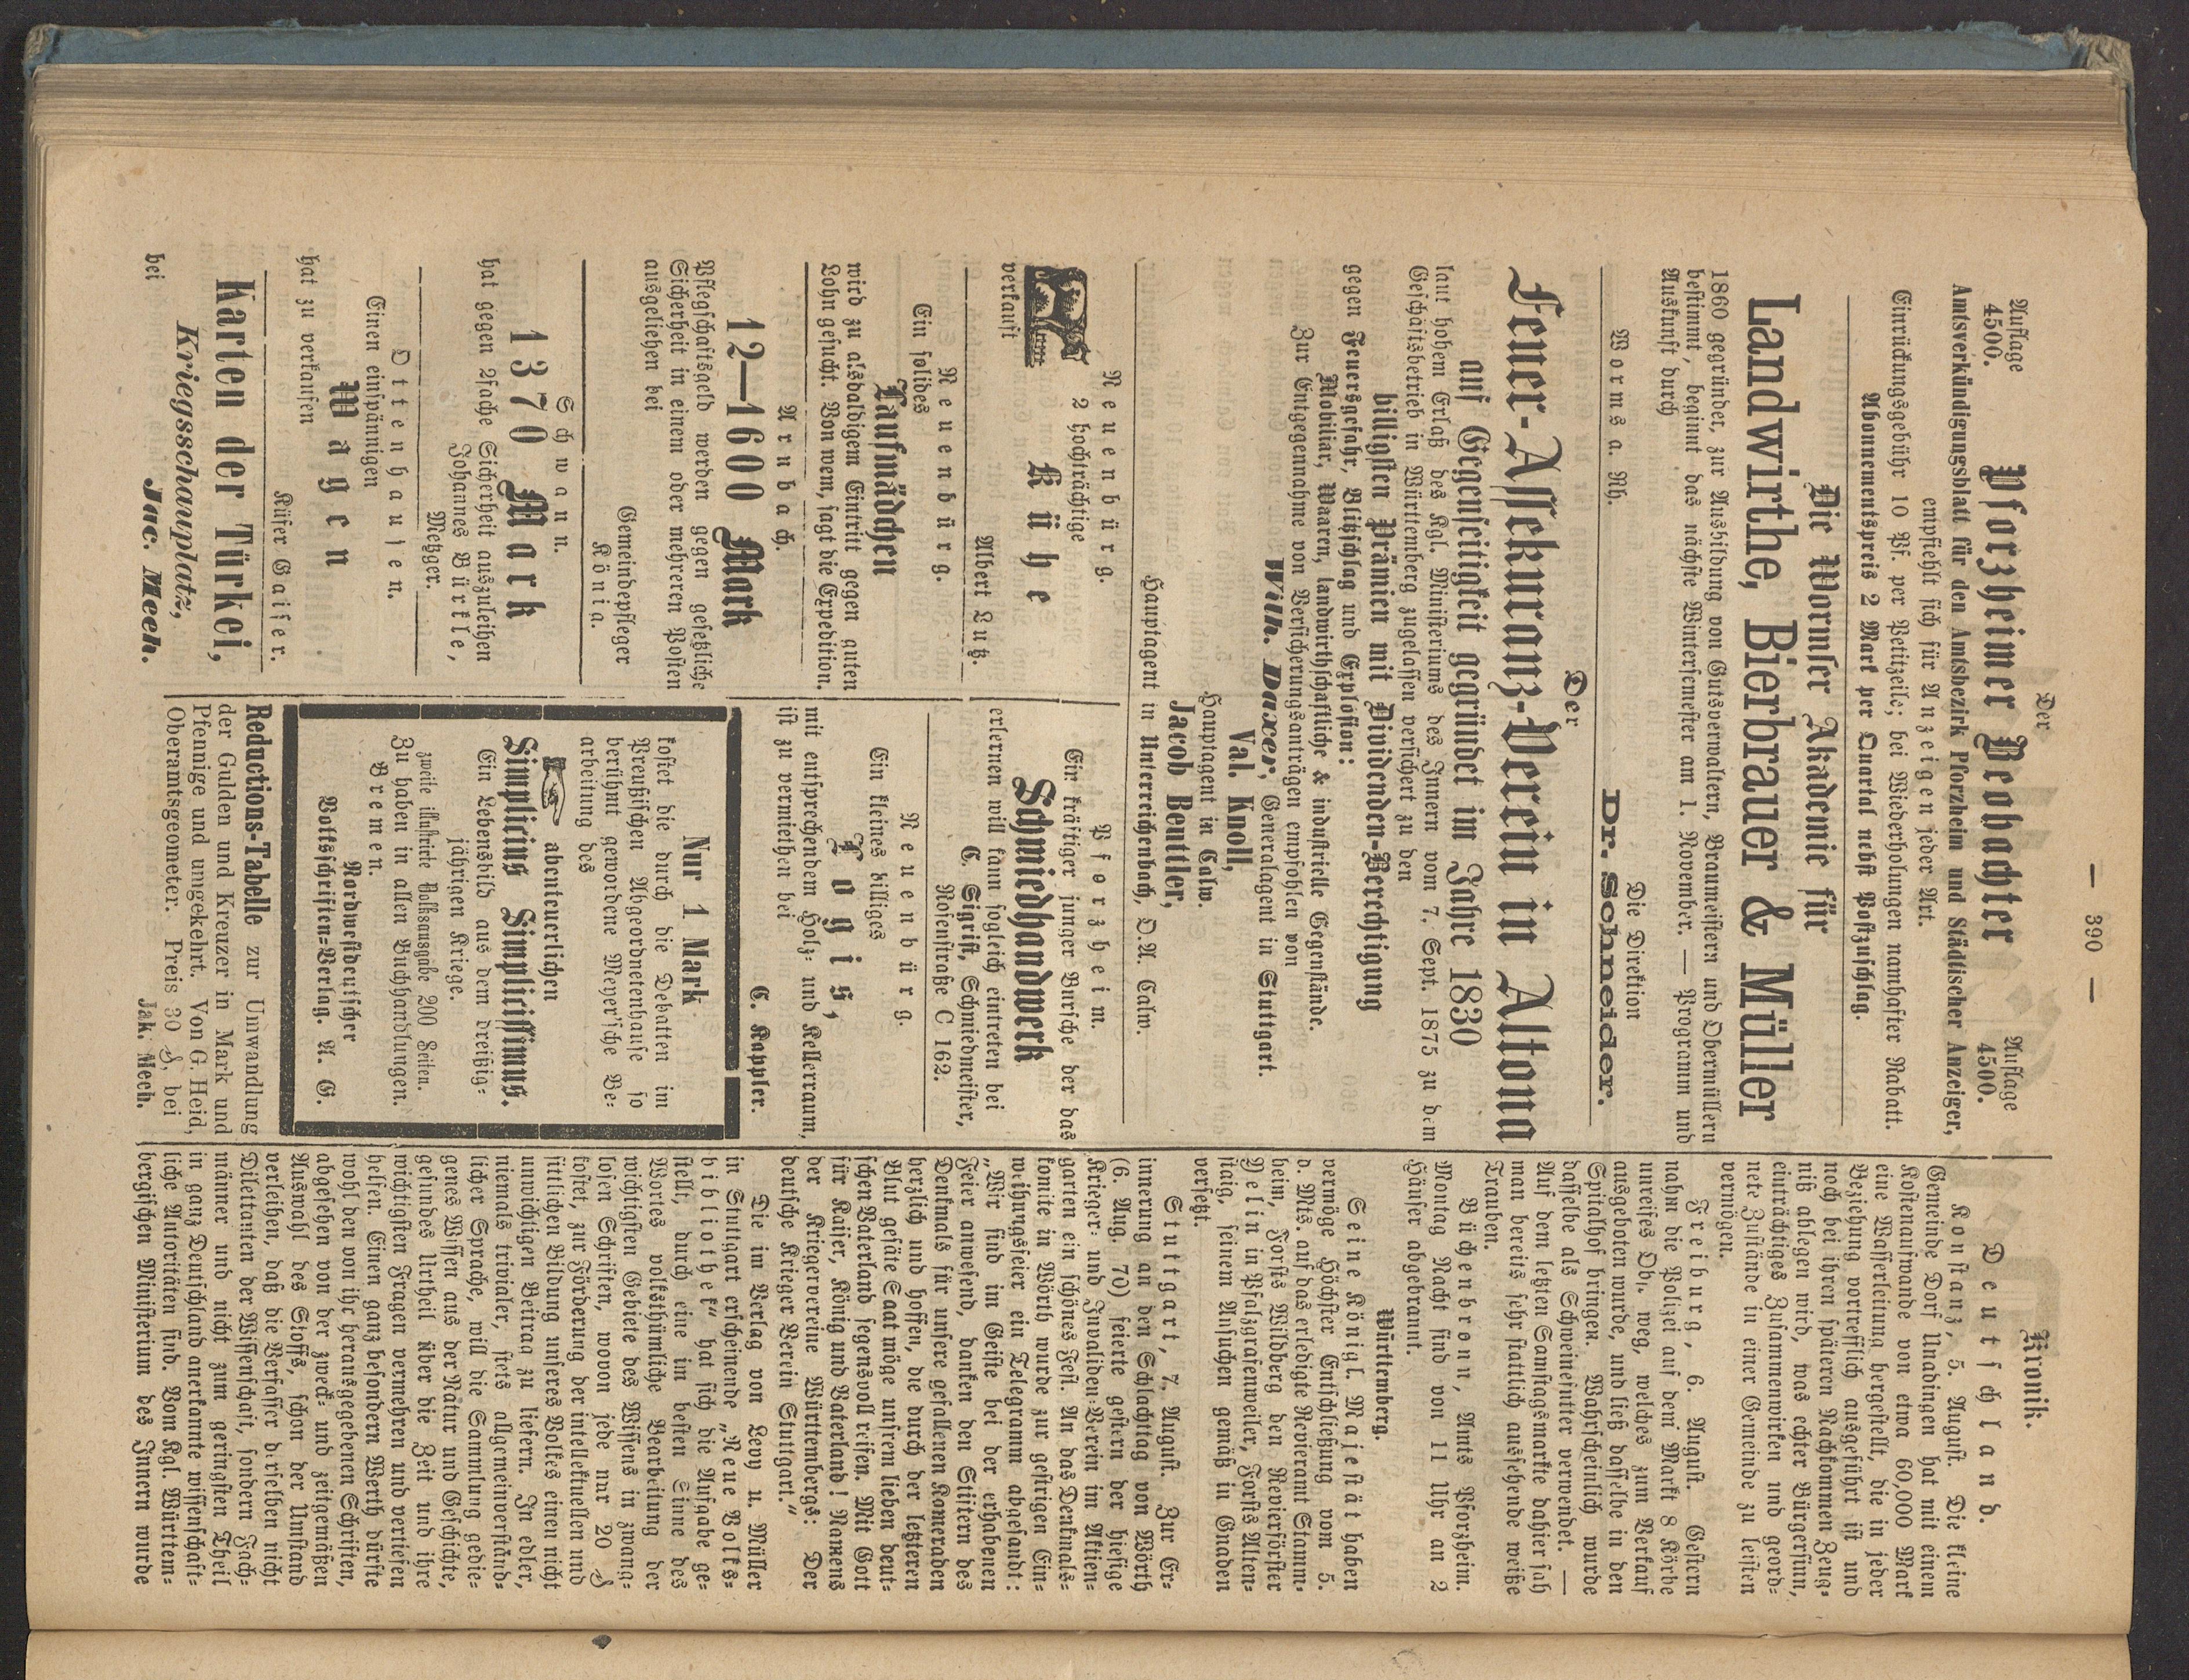 — 390 —
Der
Auflage
4500.
Pforzheimer Beobachter
Auflage
4500.
Amtsverkündigungsblatt für den Amtsbezirk Pforzheim und Städtischer Anzeiger,
empfiehlt sich für Anzeigen jeder Art.
Einrückungsgebühr 10 Pf. per Petitzeile; bei Wiederholungen namhafter Rabatt.
Abonnementspreis 2 Mark per Quartal nebst Postzuschlag.
Die Wormser Akademie für
Landwirthe, Bierbrauer & Müller
1860 gegründer, zur Ausbildung von Gutsverwaltern, Braumeistern und Obermüllern
bestimmt, beginnt das nächste Wintersemester am 1. November. — Programm und
Auskunft durch
Die Direktion
Worms a. Rh.
Dr. Schneider.
Der
Feuer-Assekuranz-Verein in Altona
auf Gegenseitigkeit gegründet im Jahre 1830
laut hohem Erlaß des Kgl. Ministeriums des Innern vom 7. Sept. 1875 zu dem
Geschäftsbetrieb in Württemberg zugelassen versichert zu den
billigsten Prämien mit Dividenden-Berechtigung
gegen Feuersgefahr, Blitzschlag und Explosion:
Mobiliar, Waaren, landwirthschaftliche & industrielle Gegenstände.
Zur Entgegennahme von Versicherungsanträgen empfohlen von
Wilh. Daxer, Generalagent in Stuttgart.
Val. Knoll,
Hauptagent in Calw.
Jacob Beuttler,
Hauptagent in Unterreichenbach, O.A. Calw.
Neuenbürg.
2 hochträchtige
Kühe
verkauft
Albert Lutz.
Neuenbürg.
Ein solides
Laufmädchen
wird zu alsbaldigem Eintritt gegen guten
Lohn gesucht. Von wem, sagt die Expedition.
Arnbach.
12—1600 Mark
Pflegschaftsgeld werden gegen gesetzliche
Sicherheit in einem oder mehreren Posten
ausgeliehen bei
Gemeindepfleger
König.
Schwann.
1370 Mark
hat gegen 2fache Sicherheit auszuleihen
Johannes Bürkle,
Metzger.
Ottenhausen.
Einen einspännigen
Wagen
hat zu verkaufen
Küfer Gaiser.
Karten der Türkei,
Kriegsschauplatz,
bei
Jac. Meeh.
Pforzheim.
Ein kräftiger junger Bursche der das
Schmiedhandwerk
erlernen will kann sogleich eintreten bei
C. Sigrist, Schmiedmeister,
Rosenstraße C 162.
Neuenbürg.
Ein kleines billiges
Logis,
mit entsprechendem Holz- und Kellerraum,
ist zu vermiethen bei
C. Kappler.
Nur 1 Mark
kostet die durch die Debatten im
Preußischen Abgeordnetenhause so
berühmt gewordene Meyer'sche Be-
arbeitung des
abenteuerlichen
Simplicius Simplicissimus.
Ein Lebensbild aus dem dreißig-
jährigen Kriege.
zweite illustrirte Volksausgabe 200 Seiten.
Zu haben in allen Buchhandlungen.
Bremen.
Nordwestdeutscher
Volksschriften-Verlag. A. G.
Reductions-Tabelle zur Umwandlung
der Gulden und Kreuzer in Mark und
Pfennige und umgekehrt. Von G. Heid,
Oberamtsgeometer. Preis 30 ₰, bei
Jak. Meeh.
Kronik.
Deutschland.
Konstanz, 5. August. Die kleine
Gemeinde Dorf Unadingen hat mit einem
Kostenaufwande von etwa 60,000 Mark
eine Wasserleitung hergestellt, die in jeder
Beziehung vortrefflich ausgeführt ist und
noch bei ihren späteren Nachkommen Zeug-
niß ablegen wird, was echter Bürgersinn,
einträchtiges Zusammenwirken und geord-
nete Zustände in einer Gemeinde zu leisten
vermögen.
Freiburg, 6. August. Gestern
nahm die Polizei auf dem Markt 8 Körbe
unreifes Obst weg, welches zum Verkauf
ausgeboten wurde, und ließ dasselbe in den
Spitalhof bringen. Wahrscheinlich wurde
dasselbe als Schweinefutter verwendet. —
Auf dem letzten Samstagsmarkte dahier sah
man bereits sehr stattlich aussehende weiße
Trauben.
Büchenbronn, Amts Pforzheim.
Montag Nacht sind von 11 Uhr an 2
Häuser abgebrannt.
Württemberg.
Seine Königl. Majestät haben
vermöge Höchster Entschließung vom 5.
d. Mts. auf das erledigte Revieramt Stamm-
heim, Forsts Wildberg den Revierförster
Pelin in Pfalzgrafenweiler, Forsts Alten-
staig, seinem Ansuchen gemäß in Gnaden
versetzt.
Stuttgart, 7. August. Zur Er-
innerung an den Schlachttag von Wörth
(6. Aug. 70) feierte gestern der hiesige
Krieger- und Invaliden-Verein im Aktien-
garten ein schönes Fest. An das Denkmals-
komite in Wörth wurde zur gestrigen Ein-
weihungsfeier ein Telegramm abgesandt:
„Wir sind im Geiste bei der erhabenen
Feier anwesend, danken den Stiftern des
Denkmals für unsere gefallenen Kameraden
herzlich und hoffen, die durch der letzteren
Blut gesäte Saat möge unsrem lieben deut-
schen Vaterland segensvoll reifen. Mit Gott
für Kaiser, König und Vaterland! Namens
der Kriegervereine Württembergs: Der
deutsche Krieger Verein Stuttgart.“
Die im Verlag von Levy u. Müller
in Stuttgart erscheinende „Neue Volks-
bibliothek“ hat sich die Aufgabe ge-
stellt, durch eine im besten Sinne des
Wortes volksthümliche Bearbeitung der
wichtigsten Gebiete des Wissens in zwang-
losen Schriften, wovon jede nur 20 ₰
kostet, zur Förderung der intelektuellen und
sittlichen Bildung unseres Volkes einen nicht
unwichtigen Beitrag zu liefern. In edler,
niemals trivialer, stets allgemeinverständ-
licher Sprache, will die Sammlung gedie-
genes Wissen aus der Natur und Geschichte,
gesundes Urtheil über die Zeit und ihre
wichtigsten Fragen vermehren und vertiefen
helfen. Einen ganz besondern Werth dürfte
wohl den von ihr herausgegebenen Schriften,
abgesehen von der zweck- und zeitgemäßen
Auswahl des Stoffs, schon der Umstand
verleihen, daß die Verfasser derselben nicht
Dilettanten der Wissenschaft, sondern Fach-
männer und nicht zum geringsten Theil
in ganz Deutschland anerkannte wissenschaft-
liche Autoritäten sind. Vom Kgl. Württem-
bergischen Ministerium des Innern wurde